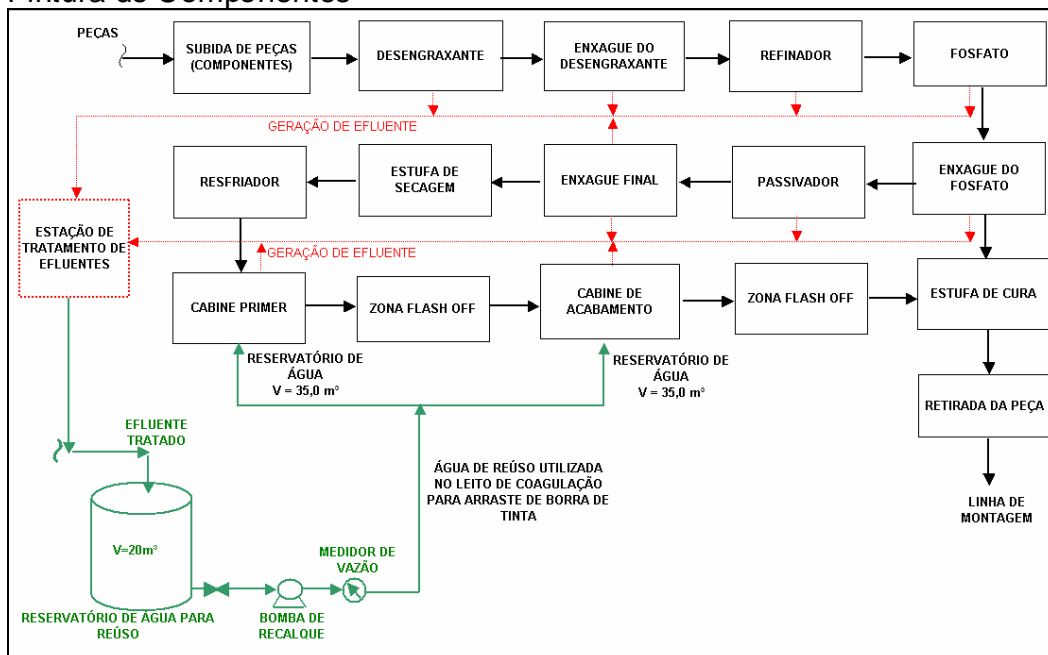 Pintura de Componentes
PEÇAS
SUBIDA DE PEÇAS
(COMPONENTES)
DESENGRAXANTE
ENXAGUE DO
DESENGRAXANTE
REFINADOR
FOSFATO
GERAÇÃO DE EFLUENTE
RESFRIADOR
ESTUFA DE
SECAGEM
ENXAGUE FINAL
PASSIVADOR
ENXAGUE DO
FOSFATO
ESTAÇÃO DE
TRATAMENTO DE
EFLUENTES
GERAÇÃO DE EFLUENTE
CABINE PRIMER
ZONA FLASH OFF
CABINE DE
ACABAMENTO
ZONA FLASH OFF
ESTUFA DE CURA
RESERVATÓRIO DE
ÁGUA
V = 35,0 m³
RESERVATÓRIO DE
ÁGUA
V = 35,0 m³
RETIRADA DA PEÇA
EFLUENTE
TRATADO
ÁGUA DE REÚSO UTILIZADA
NO LEITO DE COAGULAÇÃO
PARA ARRASTE DE BORRA DE
TINTA
LINHA DE
MONTAGEM
V=20m³
MEDIDOR DE
VAZÃO
RESERVATÓRIO DE ÁGUA PARA
REÚSO
BOMBA DE
RECALQUE